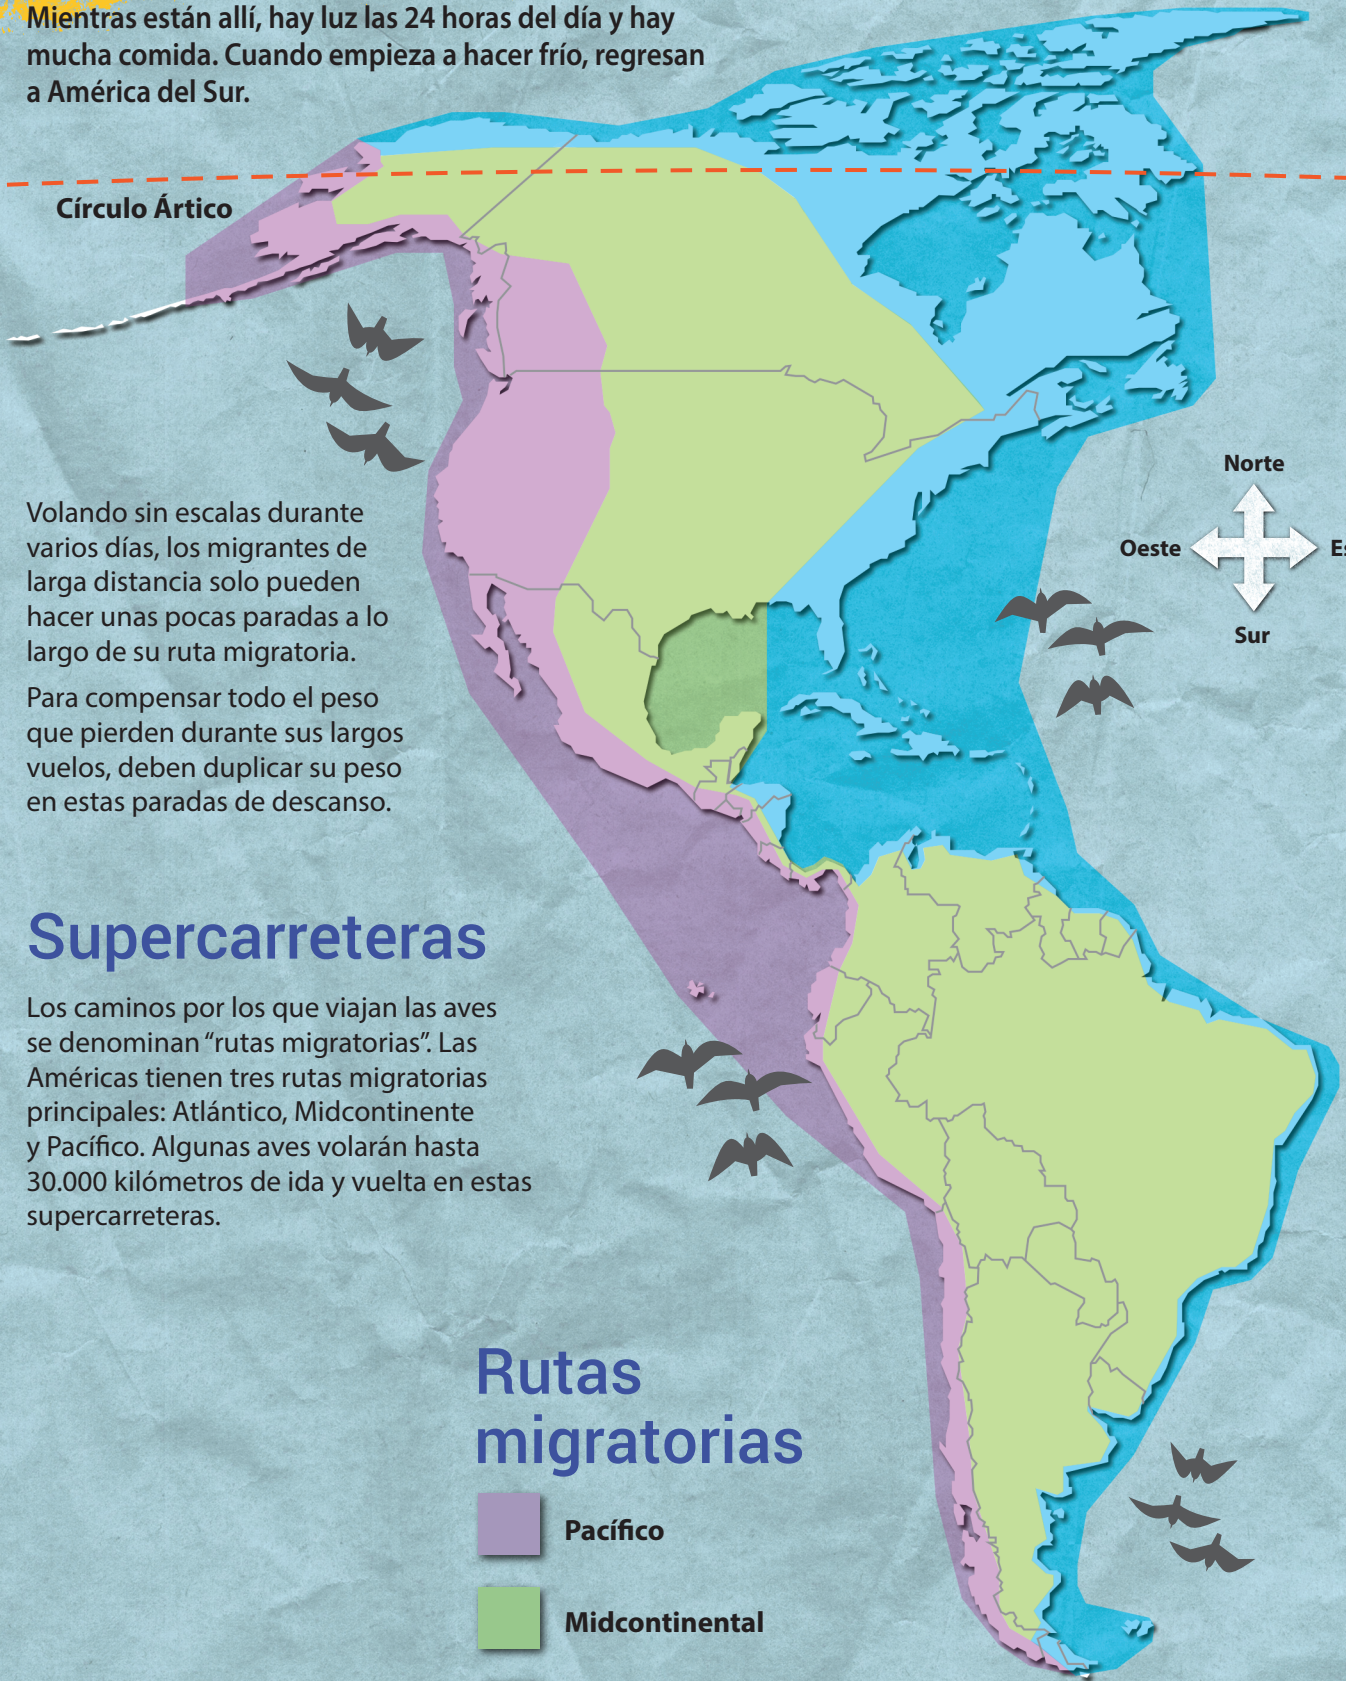 Mientras están allí, hay luz las 24 horas del día y hay
mucha comida. Cuando empieza a hacer frío, regresan
a América del Sur.
Círculo Ártico
Norte
Oeste
Sur
Volando sin escalas durante
varios días, los migrantes de
larga distancia solo pueden
hacer unas pocas paradas a lo
largo de su ruta migratoria.
Para compensar todo el peso
que pierden durante sus largos
vuelos, deben duplicar su peso
en estas paradas de descanso.
Supercarreteras
Los caminos por los que viajan las aves
se denominan “rutas migratorias”. Las
Américas tienen tres rutas migratorias
principales: Atlántico, Midcontinente
y Pacífico. Algunas aves volarán hasta
30.000 kilómetros de ida y vuelta en estas
supercarreteras.
Rutas
migratorias
Pacífico
Midcontinental